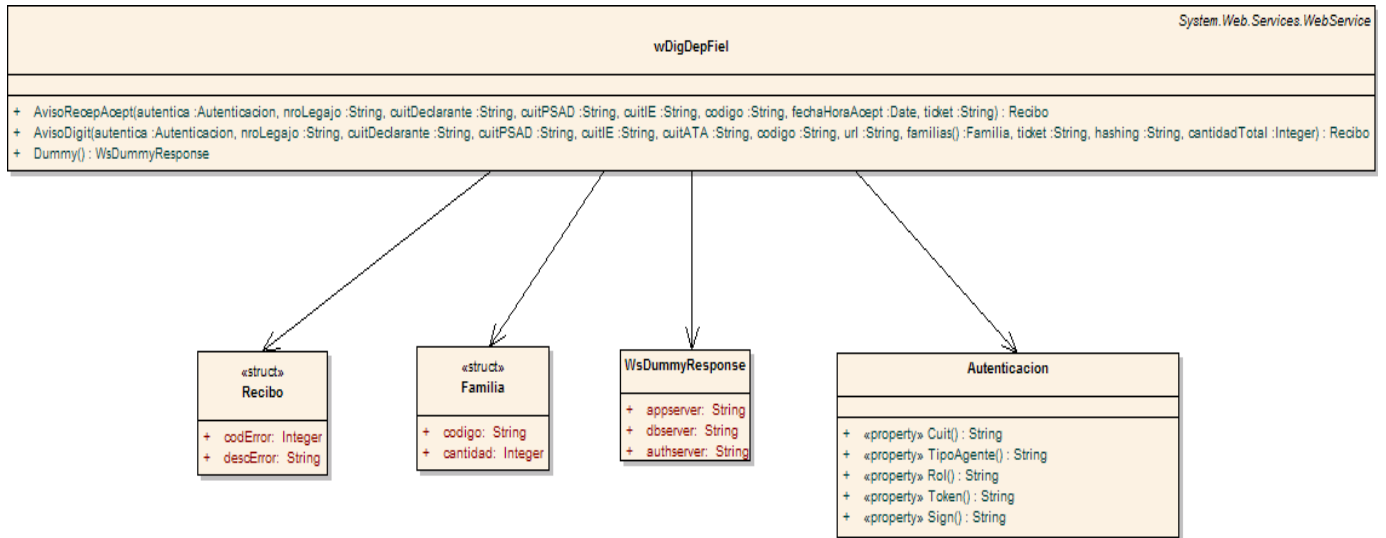 System.Web.Services.WebService
wDigDepFiel
+ AvisoRecepAcept(autentica :Autenticacion, nroLegajo :String, cuitDeclarante :String, cuitPSAD :String, cuitIE :String, codigo :String, fechaHoraAcept :Date, ticket :String) : Recibo
+ AvisoDigit(autentica :Autenticacion, nroLegajo :String, cuitDeclarante :String, cuitPSAD :String, cuitIE :String, cuitATA :String, codigo :String, url :String, familias() :Familia, ticket :String, hashing :String, cantidadTotal :Integer) : Recibo
+ Dummy() : WsDummyResponse
«struct»
Recibo
+ codError: Integer
+ descError: String
«struct»
Familia
+ codigo: String
+ cantidad: Integer
WsDummyResponse
+ appserver: String
+ dbserver: String
+ authserver: String
Autenticacion
+ «property» Cuit() : String
+ «property» TipoAgente() : String
+ «property» Rol() : String
+ «property» Token() : String
+ «property» Sign() : String